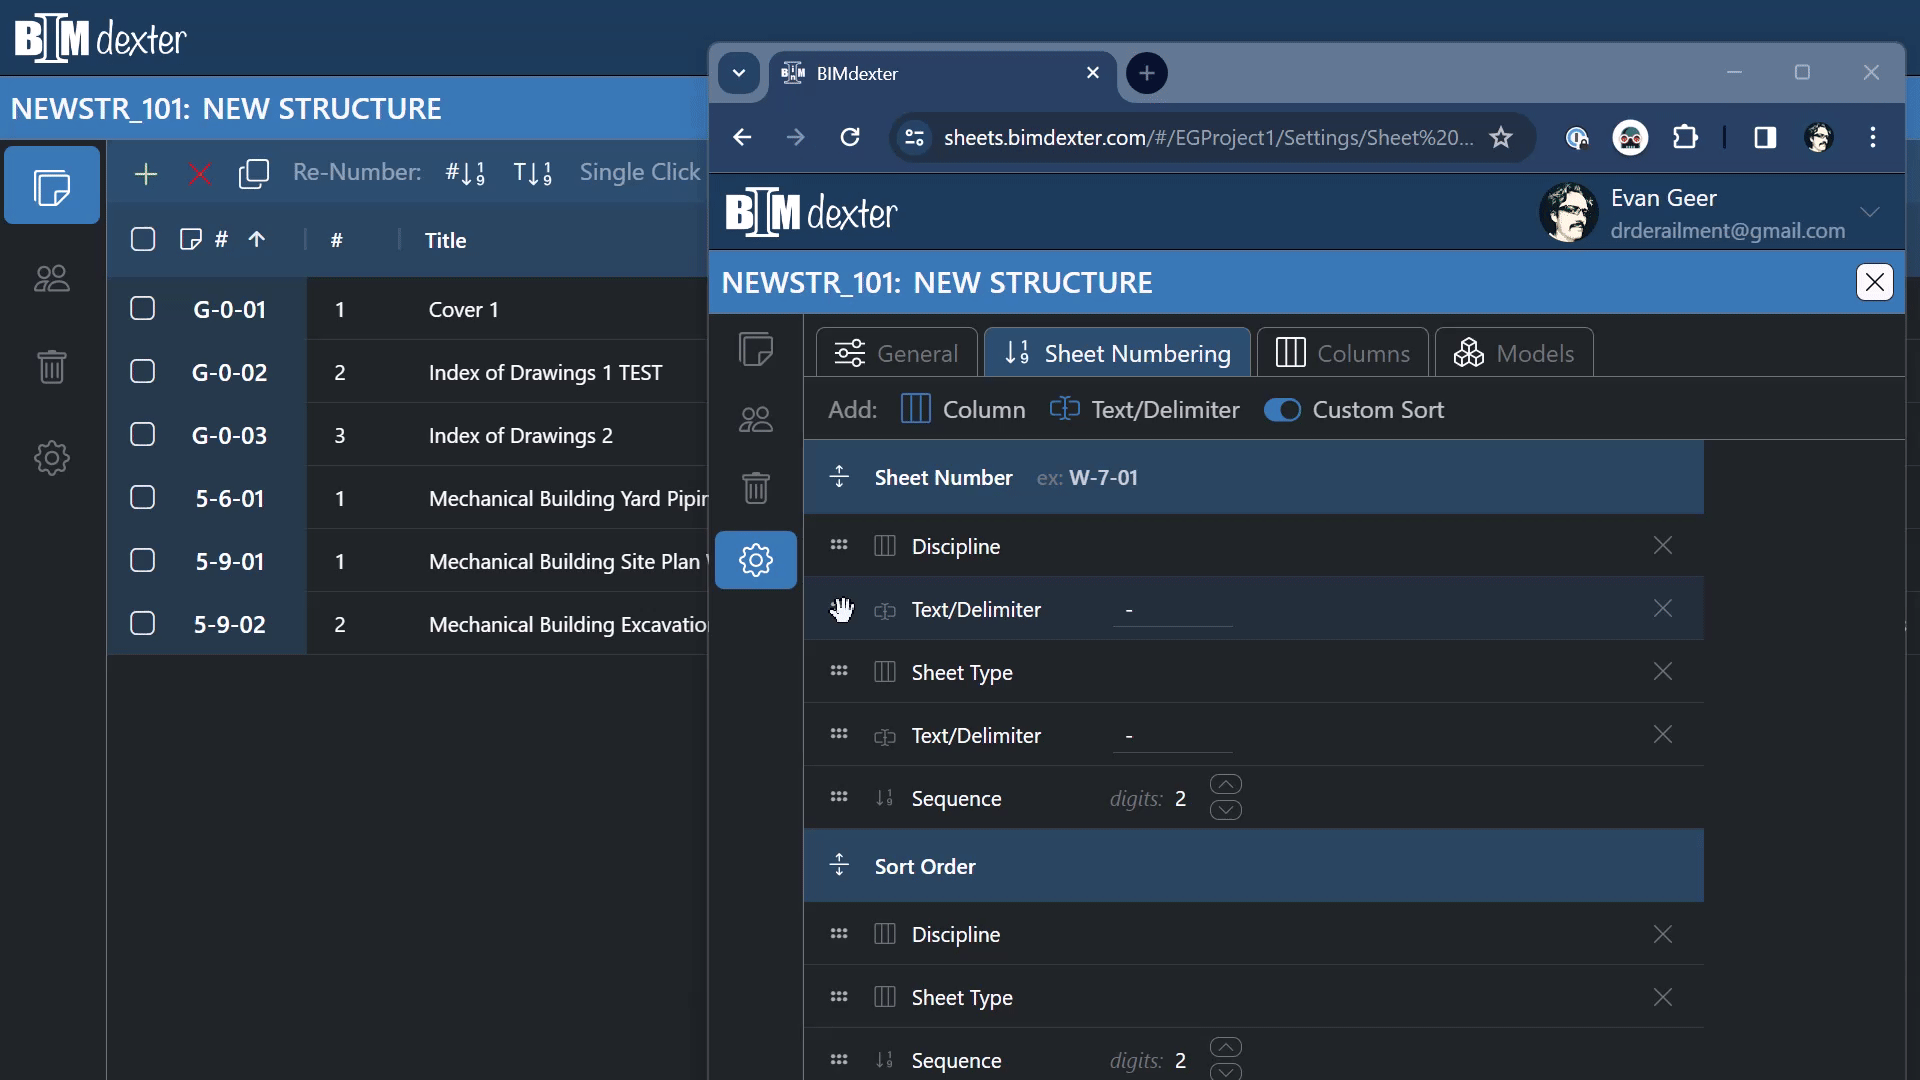 BIM dexter
NEWSTR_101: NEW STRUCTURE
Re-Number: # 1 9 T 1 9 Single Click
# # Title
G-0-01 1 Cover 1
G-0-02 2 Index of Drawings 1 TEST
G-0-03 3 Index of Drawings 2
5-6-01 1 Mechanical Building Yard Pipin
5-9-01 1 Mechanical Building Site Plan
5-9-02 2 Mechanical Building Excavatio
BIMdexter
sheets.bimdexter.com/#/EGProject1/Settings/Sheet%20...
BIM dexter
Evan Geer
drderailment@gmail.com
NEWSTR_101: NEW STRUCTURE
General Sheet Numbering Columns Models
Add: Column Text/Delimiter Custom Sort
Sheet Number ex: W-7-01
Discipline
Text/Delimiter -
Sheet Type
Text/Delimiter -
Sequence digits: 2
Sort Order
Discipline
Sheet Type
Sequence digits: 2